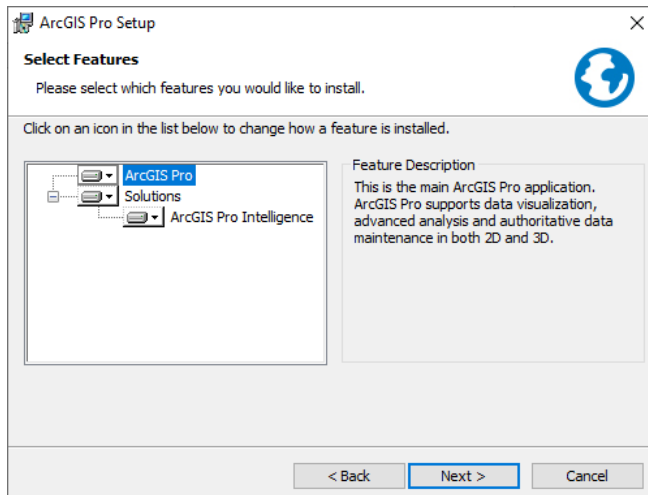 ArcGIS Pro Setup
Select Features
Please select which features you would like to install.
Click on an icon in the list below to change how a feature is installed.
ArcGIS Pro
Solutions
ArcGIS Pro Intelligence
Feature Description
This is the main ArcGIS Pro application.
ArcGIS Pro supports data visualization,
advanced analysis and authoritative data
maintenance in both 2D and 3D.
< Back
Next >
Cancel